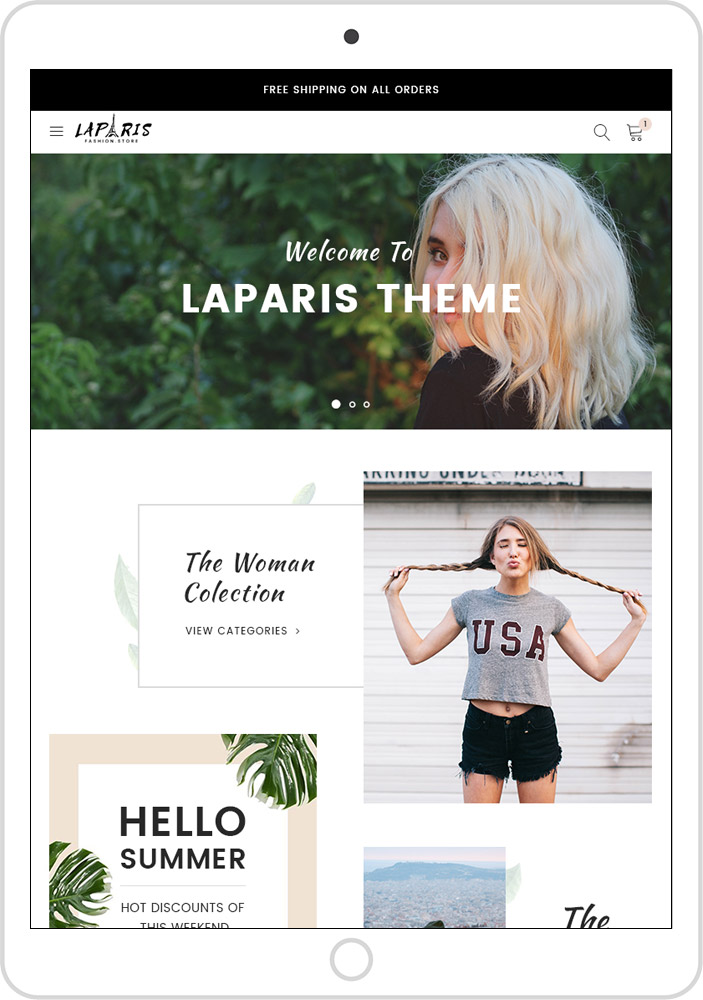 FREE SHIPPING ON ALL ORDERS
LAPARIS
FASHION STORE
1
Welcome To
LAPARIS THEME
The Woman
Colection
VIEW CATEGORIES >
USA
HELLO
SUMMER
HOT DISCOUNTS OF
THIS WEEKEND
The